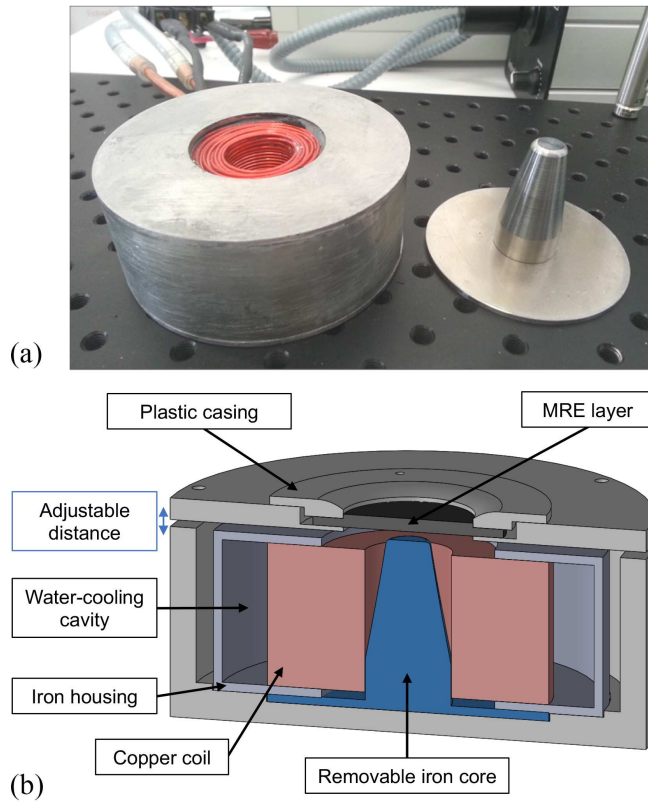 (a)
Plastic casing
MRE layer
Adjustable
distance
Water-cooling
cavity
Iron housing
Copper coil
Removable iron core
(b)